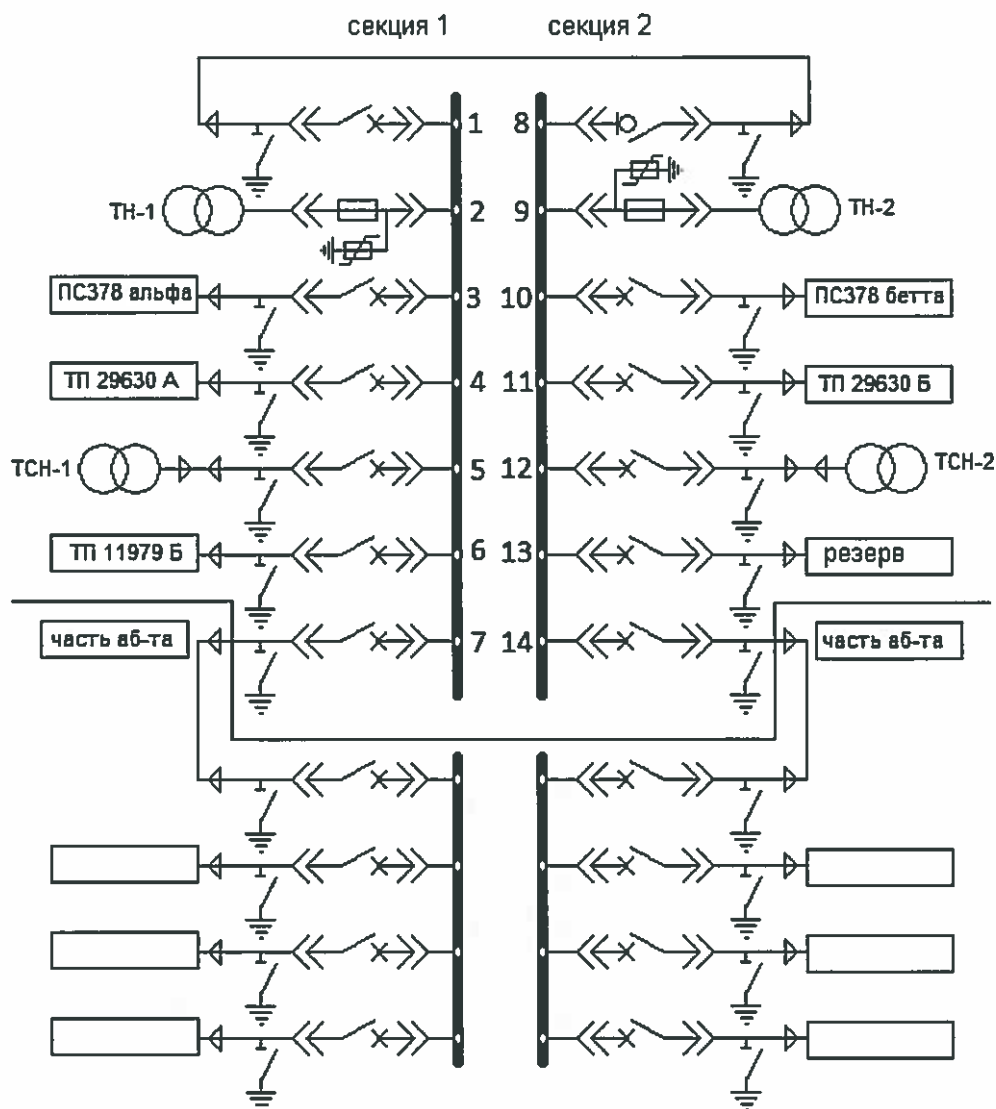 секция 1 секция 2
1 8
ТН-1 2 9 ТН-2
ПС378 альфа 3 10 ПС378 бетта
ТП 29630 А 4 11 ТП 29630 Б
ТСН-1 5 12 ТСН-2
ТП 11979 Б 6 13 резерв
часть аб-та 7 14 часть аб-та